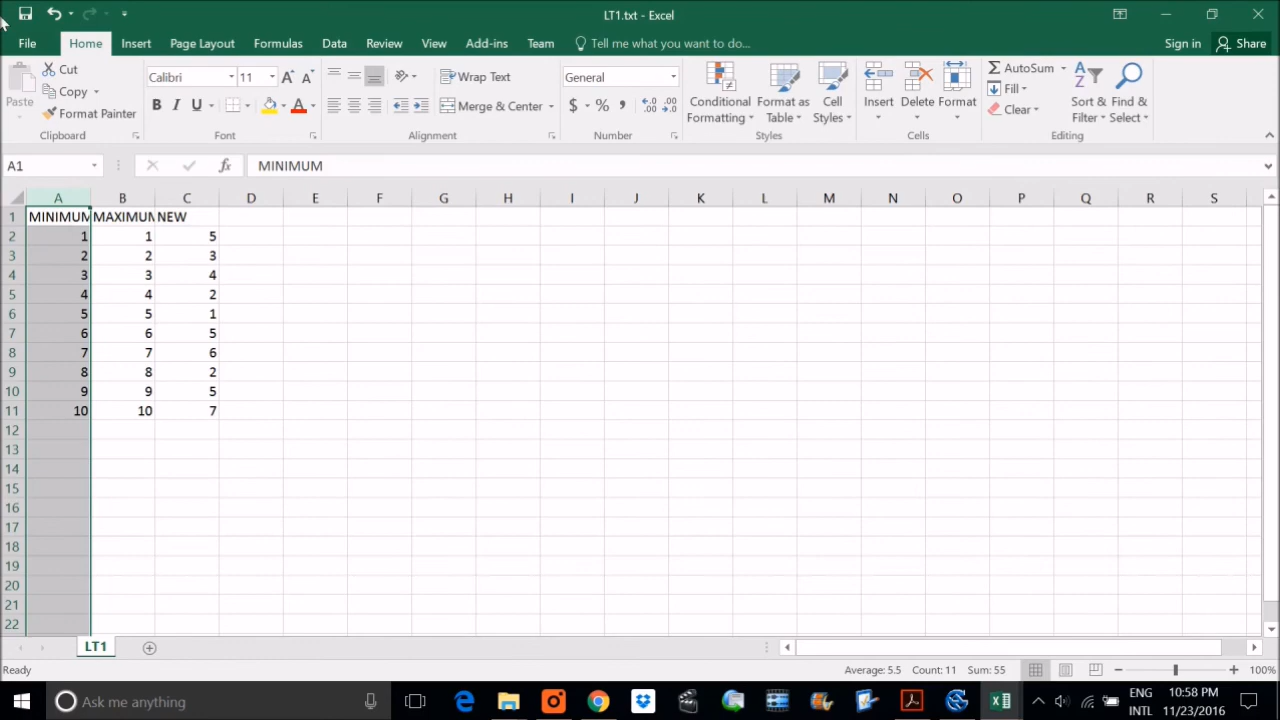 LT1.txt - Excel
File Home Insert Page Layout Formulas Data Review View Add-ins Team Tell me what you want to do... Sign in Share
Paste Cut Copy Format Painter
Calibri 11 A A
B I U A
Wrap Text
Merge & Center
General
$ % ,
Conditional Formatting
Format as Table
Cell Styles
Insert Delete Format
AutoSum
Fill
Clear
Sort & Filter
Find & Select
Clipboard Font Alignment Number Styles Cells Editing
A1 fx MINIMUM
A B C D E F G H I J K L M N O P Q R S
1 MINIMUM MAXIMUM NEW
2 1 1 5
3 2 2 3
4 3 3 4
5 4 4 2
6 5 5 1
7 6 6 5
8 7 7 6
9 8 8 2
10 9 9 5
11 10 10 7
12
13
14
15
16
17
18
19
20
21
22
LT1
Ready Average: 5.5 Count: 11 Sum: 55 100%
Ask me anything ENG 10:58 PM
INTL 11/23/2016